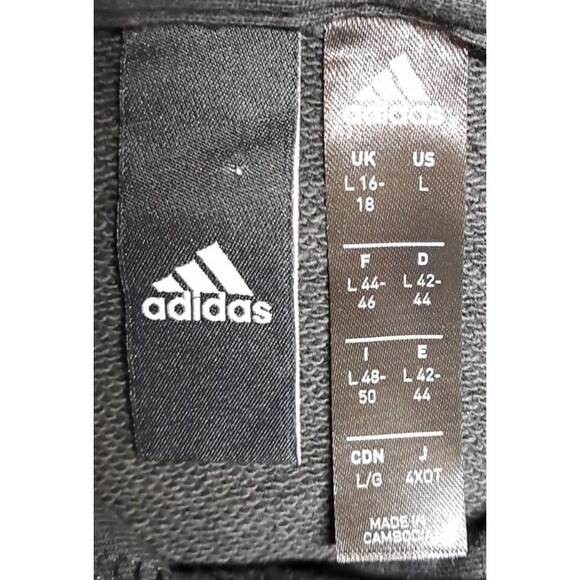 adidas
adidas
UK US
L 16-18 L
F D
L 44-46 L 42-44
I E
L 48-50 L 42-44
CDN J
L/G 4XOT
MADE IN
CAMBODIA